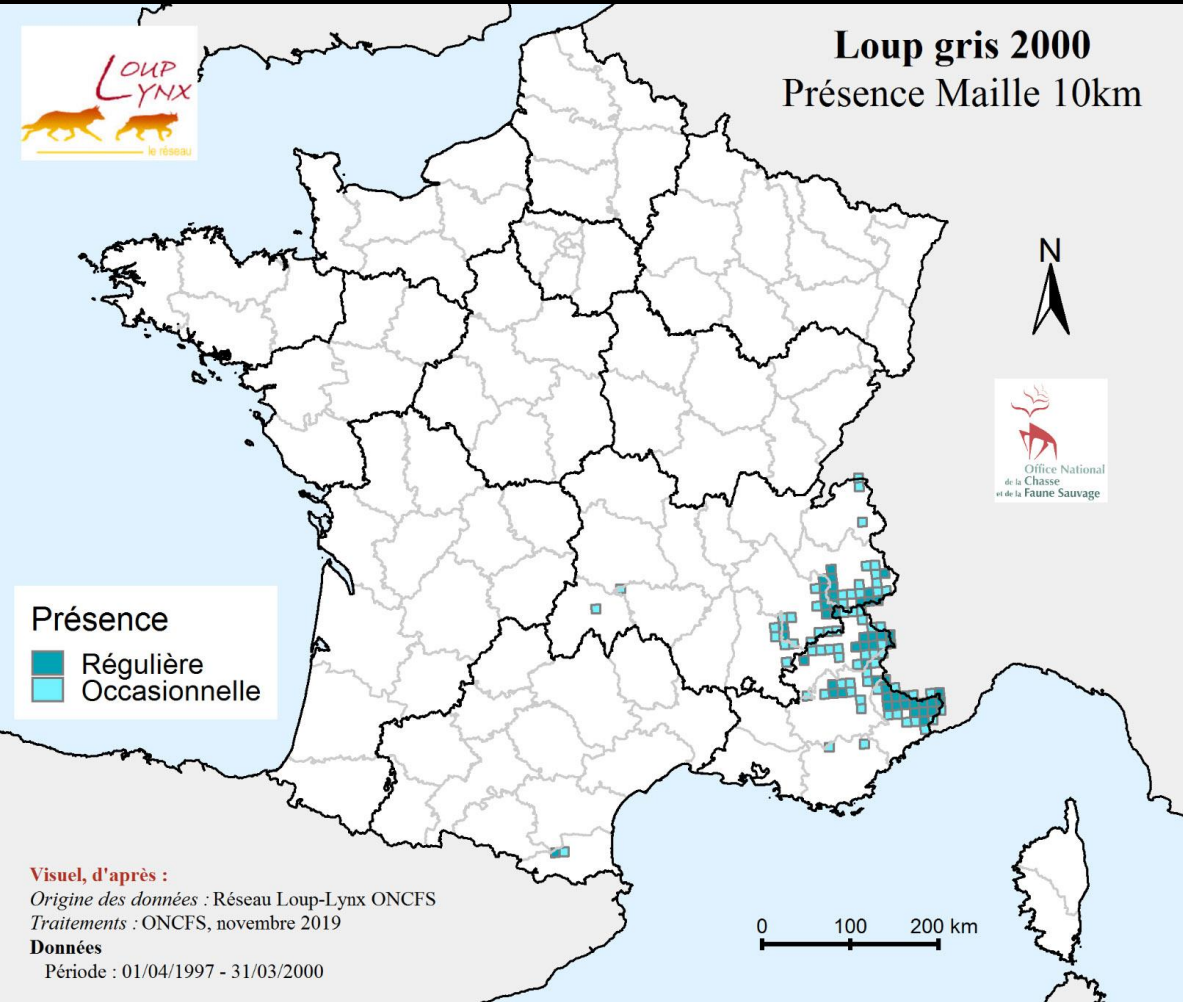 LOUP
LYNX
le réseau
Loup gris 2000
Présence Maille 10km
N
Office National
de la Chasse
et de la Faune Sauvage
Présence
Régulière
Occasionnelle
Visuel, d'après :
Origine des données : Réseau Loup-Lynx ONCFS
Traitements : ONCFS, novembre 2019
Données
Période : 01/04/1997 - 31/03/2000
0 100 200 km